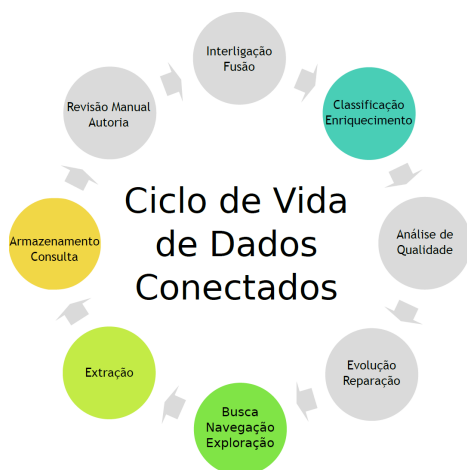 Interligação
Fusão
Classificação
Enriquecimento
Análise de
Qualidade
Evolução
Reparação
Busca
Navegação
Exploração
Extração
Armazenamento
Consulta
Revisão Manual
Autoria
Ciclo de Vida
de Dados
Conectados